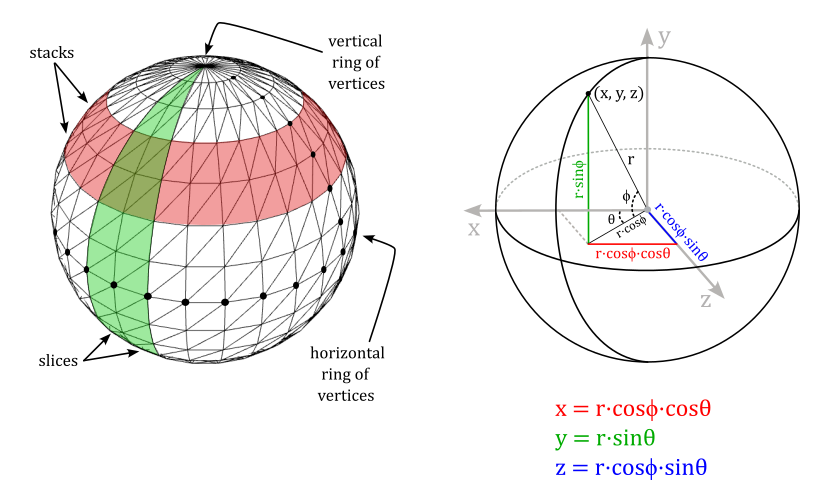 stacks
vertical
ring of
vertices
slices
horizontal
ring of
vertices
y
(x, y, z)
r
r·sinϕ
ϕ
θ
r·cosϕ
r·cosϕ·sinθ
r·cosϕ·cosθ
x
z
x = r·cosϕ·cosθ
y = r·sinθ
z = r·cosϕ·sinθ